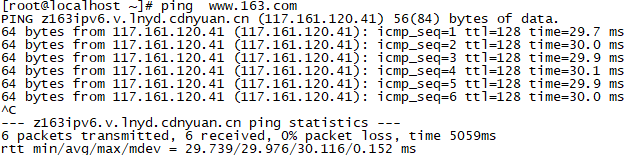 [root@localhost ~]# ping  www.163.com
PING z163ipv6.v.lnyd.cdnyuan.cn (117.161.120.41) 56(84) bytes of data.
64 bytes from 117.161.120.41 (117.161.120.41): icmp_seq=1 ttl=128 time=29.7 ms
64 bytes from 117.161.120.41 (117.161.120.41): icmp_seq=2 ttl=128 time=30.0 ms
64 bytes from 117.161.120.41 (117.161.120.41): icmp_seq=3 ttl=128 time=29.9 ms
64 bytes from 117.161.120.41 (117.161.120.41): icmp_seq=4 ttl=128 time=30.1 ms
64 bytes from 117.161.120.41 (117.161.120.41): icmp_seq=5 ttl=128 time=29.9 ms
64 bytes from 117.161.120.41 (117.161.120.41): icmp_seq=6 ttl=128 time=30.0 ms
^C
--- z163ipv6.v.lnyd.cdnyuan.cn ping statistics ---
6 packets transmitted, 6 received, 0% packet loss, time 5059ms
rtt min/avg/max/mdev = 29.739/29.976/30.116/0.152 ms